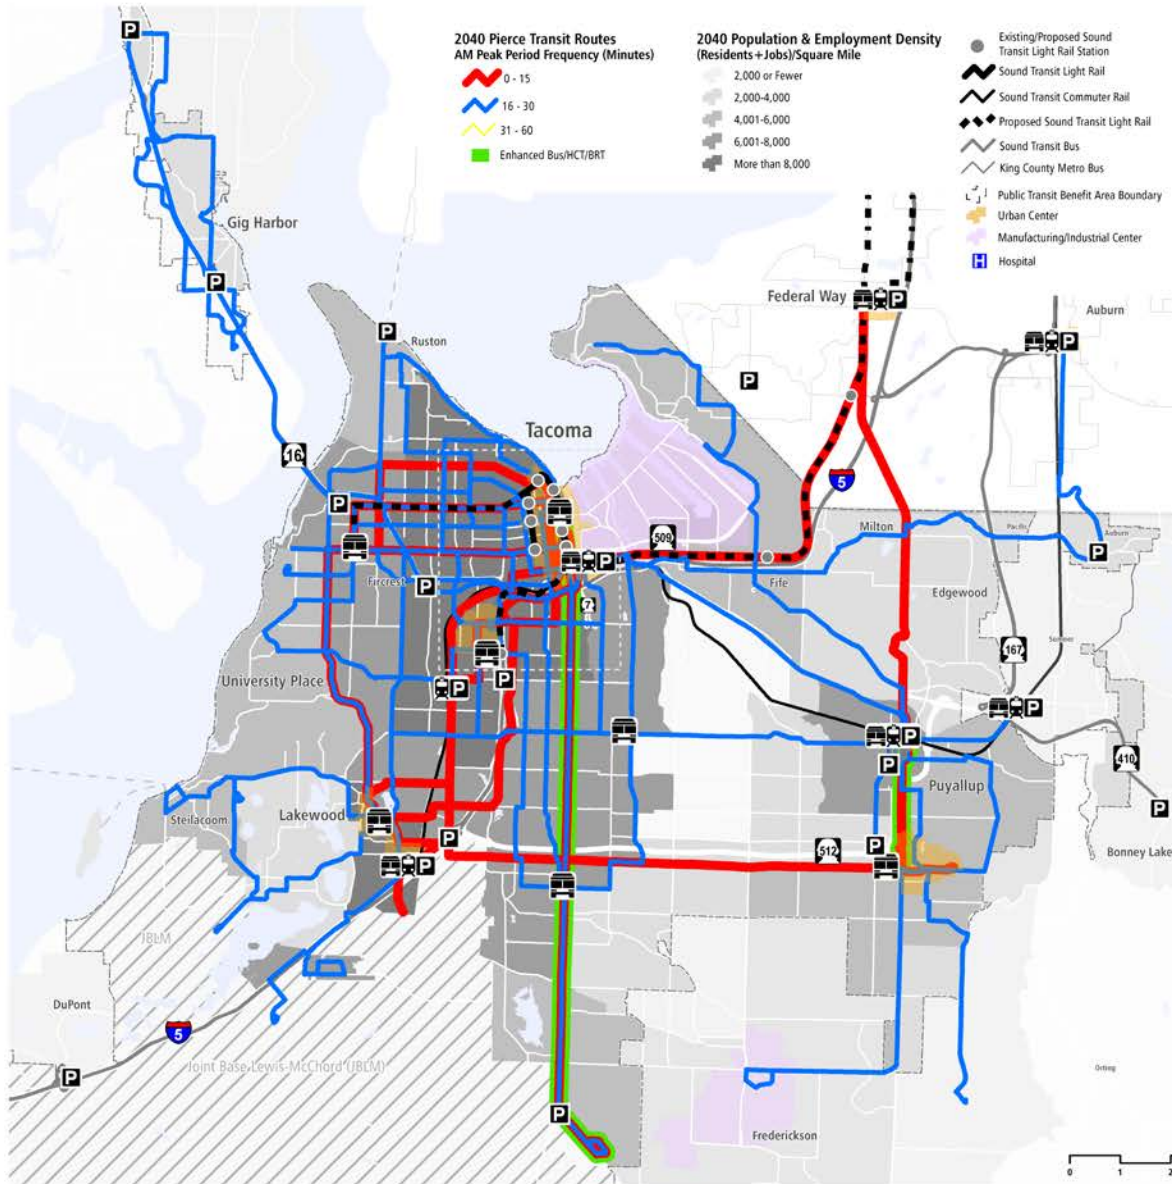 2040 Pierce Transit Routes
AM Peak Period Frequency (Minutes)
0 - 15
16 - 30
31 - 60
Enhanced Bus/HCT/BRT
2040 Population & Employment Density
(Residents+Jobs)/Square Mile
2,000 or Fewer
2,000-4,000
4,001-6,000
6,001-8,000
More than 8,000
Existing/Proposed Sound
Transit Light Rail Station
Sound Transit Light Rail
Sound Transit Commuter Rail
Proposed Sound Transit Light Rail
Sound Transit Bus
King County Metro Bus
Public Transit Benefit Area Boundary
Urban Center
Manufacturing/Industrial Center
H Hospital
P
Gig Harbor
P
Federal Way
P
Auburn
P
P
Ruston
P
Tacoma
16
5
P
Milton
Pacific
Auburn
509
P
P
Fircrest
P
Fife
7
Edgewood
167
Sumner
University Place
P
P
P
P
410
P
Puyallup
Steilacoom
Lakewood
P
P
512
P
P
Bonney Lake
JBLM
DuPont
5
P
Joint Base Lewis-McChord (JBLM)
Orting
P
Frederickson
0 1 2